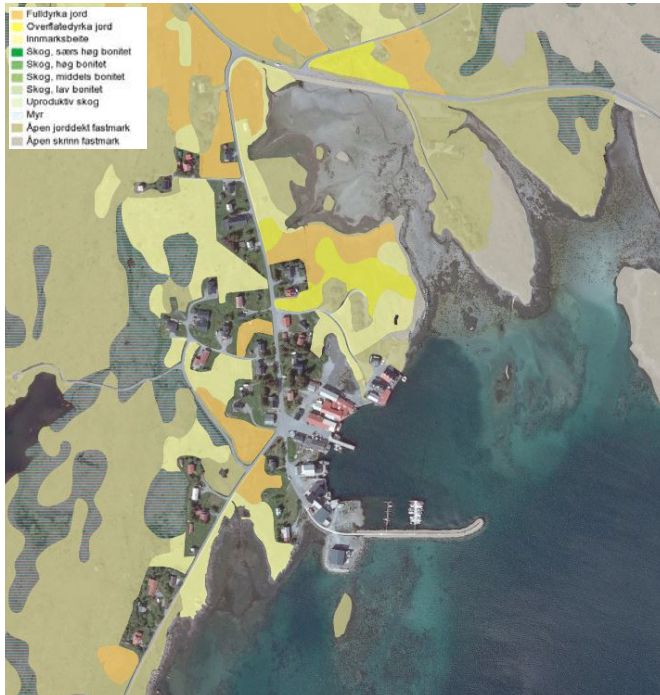 Fulldyrka jord
Overflatedyrka jord
Innmarksbeite
Skog, særs høg bonitet
Skog, høg bonitet
Skog, middels bonitet
Skog, lav bonitet
Uproduktiv skog
Myr
Åpen jorddekt fastmark
Åpen skrinn fastmark